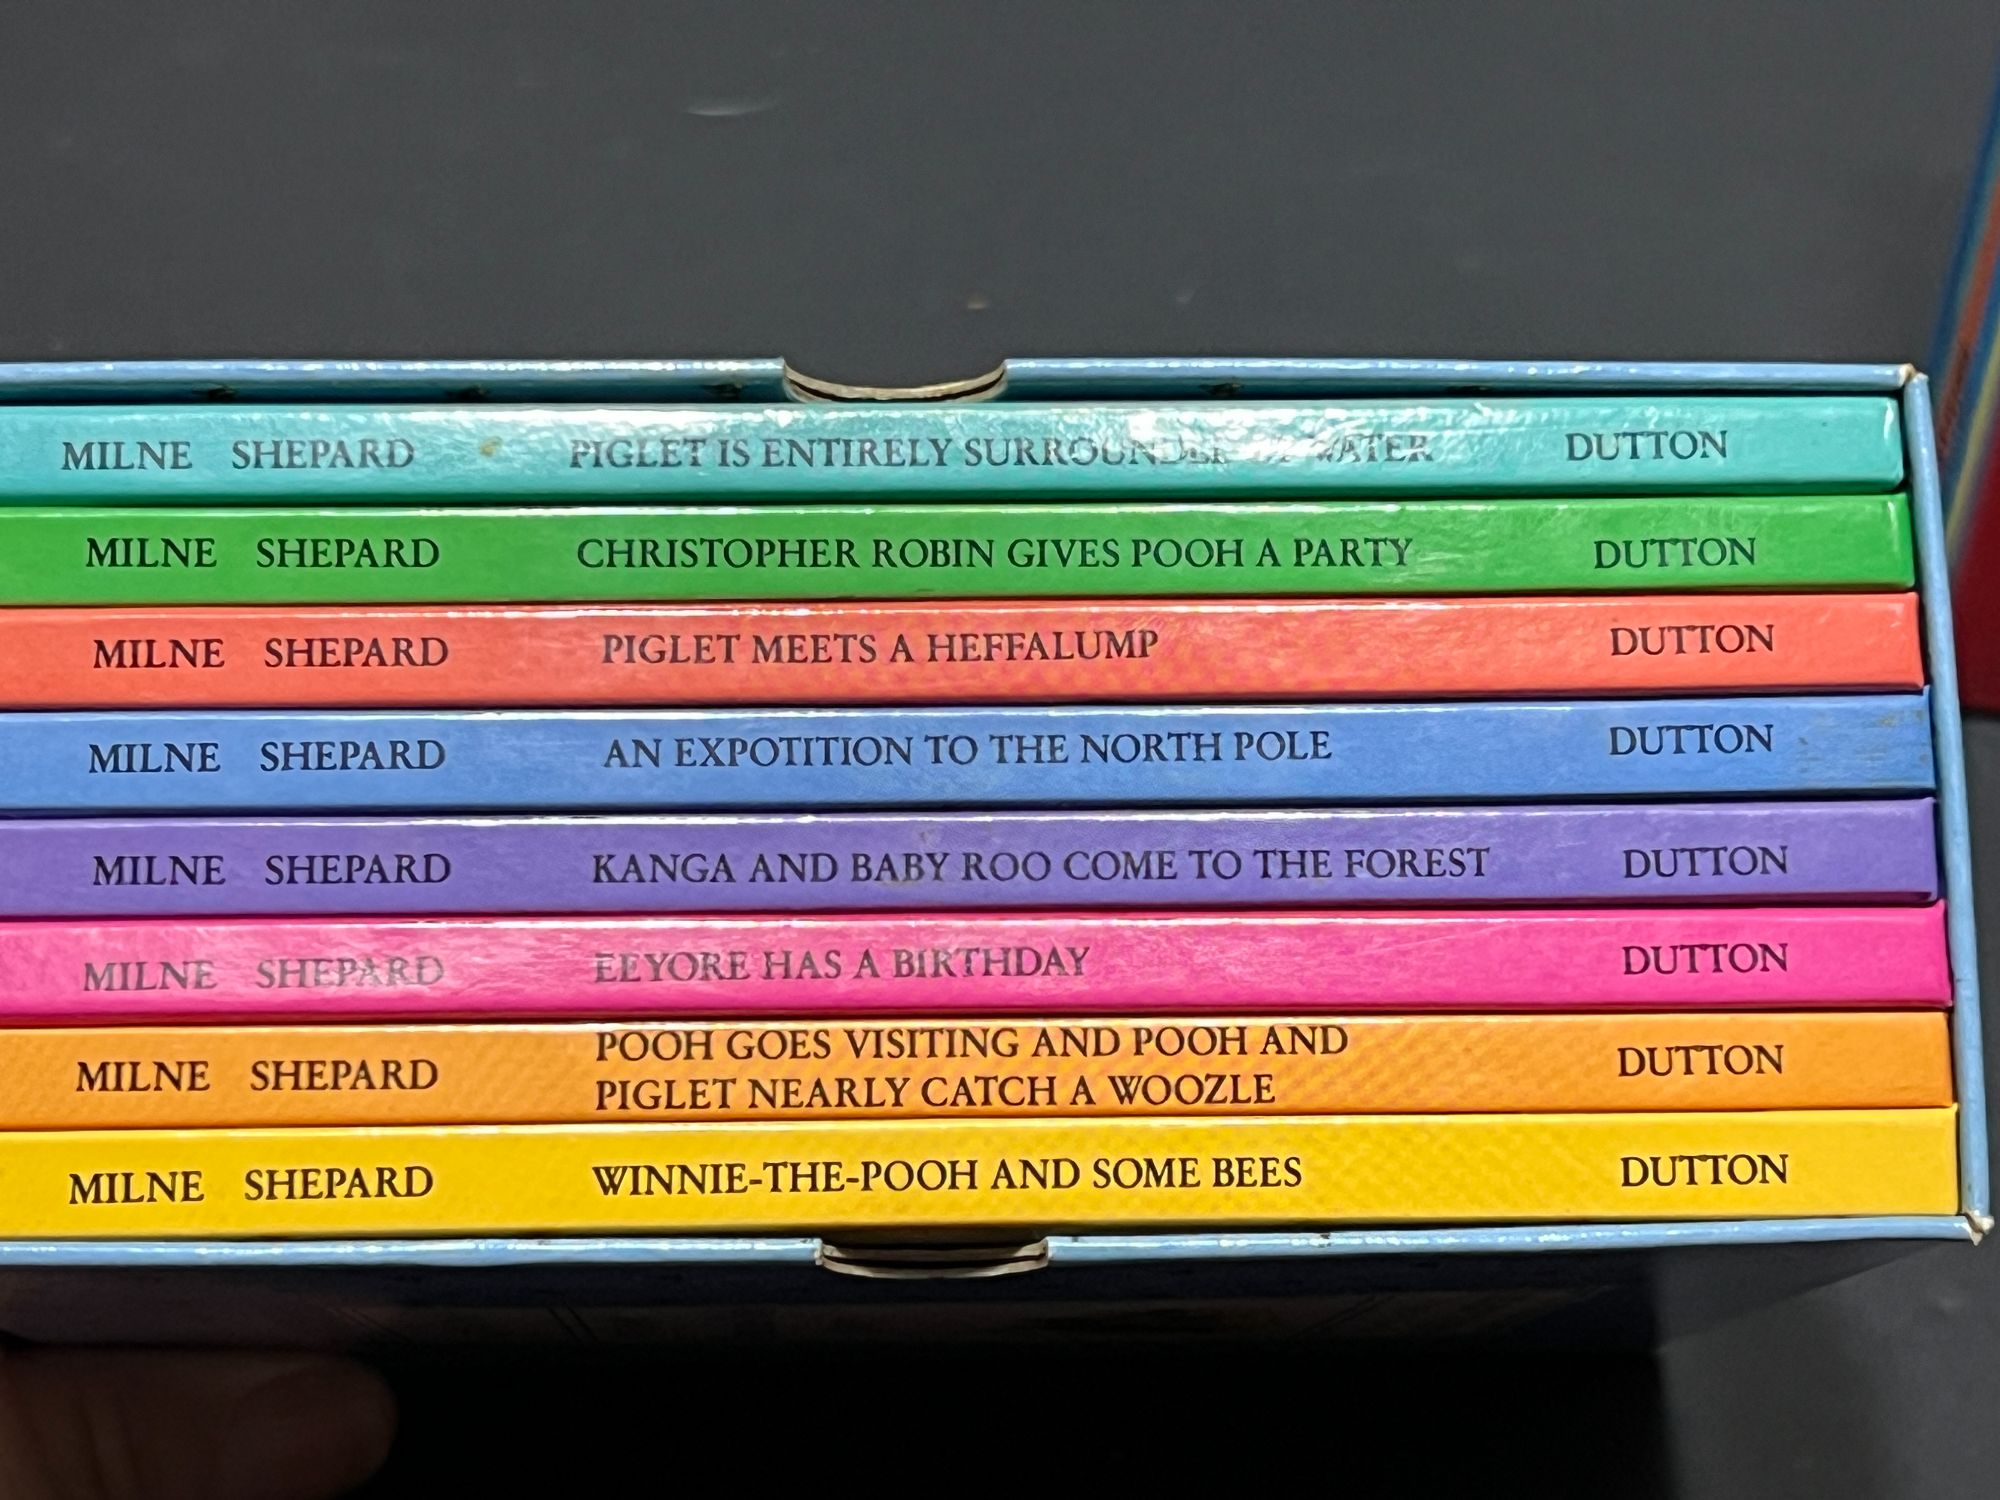 MILNE SHEPARD PIGLET IS ENTIRELY SURROUNDED BY WATER DUTTON
MILNE SHEPARD CHRISTOPHER ROBIN GIVES POOH A PARTY DUTTON
MILNE SHEPARD PIGLET MEETS A HEFFALUMP DUTTON
MILNE SHEPARD AN EXPOTITION TO THE NORTH POLE DUTTON
MILNE SHEPARD KANGA AND BABY ROO COME TO THE FOREST DUTTON
MILNE SHEPARD EEYORE HAS A BIRTHDAY DUTTON
MILNE SHEPARD POOH GOES VISITING AND POOH AND
PIGLET NEARLY CATCH A WOOZLE DUTTON
MILNE SHEPARD WINNIE-THE-POOH AND SOME BEES DUTTON